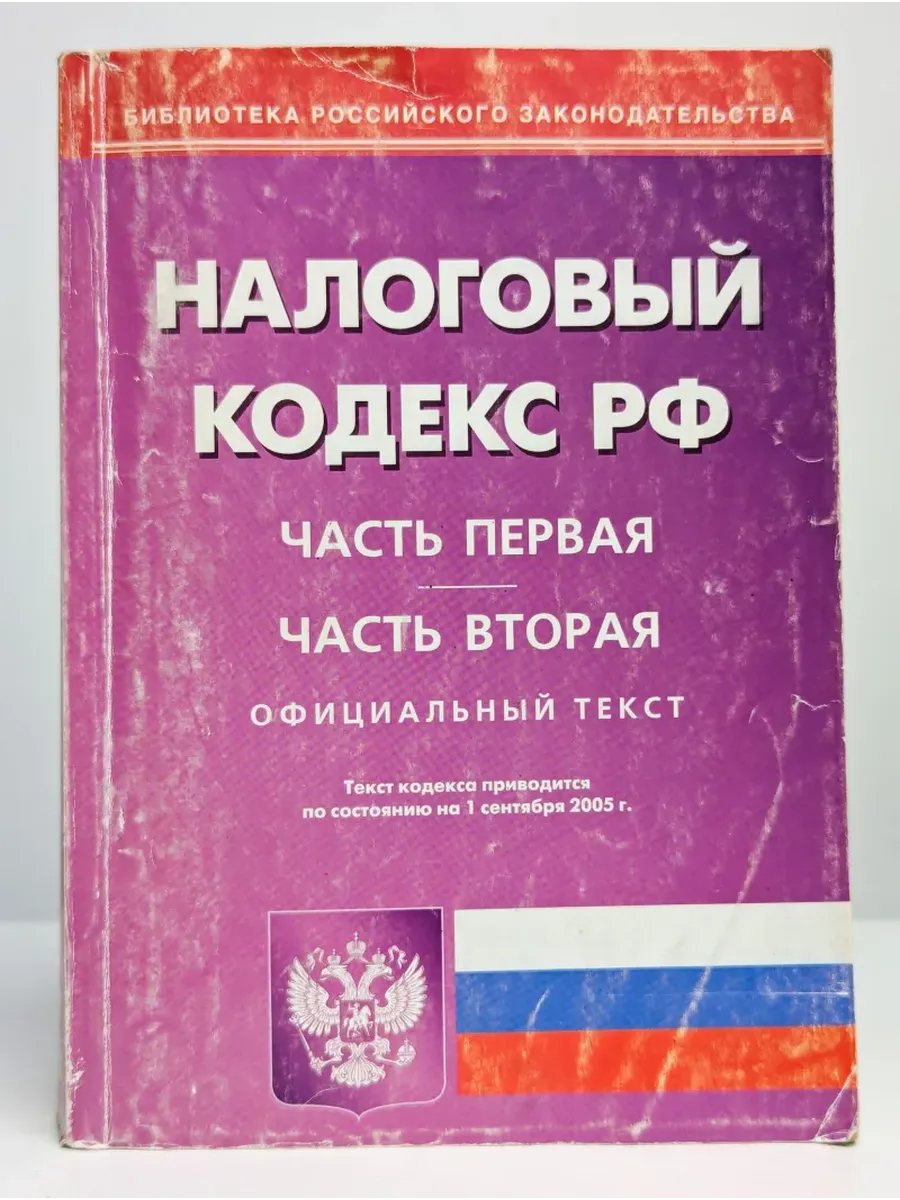 БИБЛИОТЕКА РОССИЙСКОГО ЗАКОНОДАТЕЛЬСТВА
НАЛОГОВЫЙ
КОДЕКС РФ
ЧАСТЬ ПЕРВАЯ
ЧАСТЬ ВТОРАЯ
ОФИЦИАЛЬНЫЙ ТЕКСТ
Текст кодекса приводится
по состоянию на 1 сентября 2005 г.